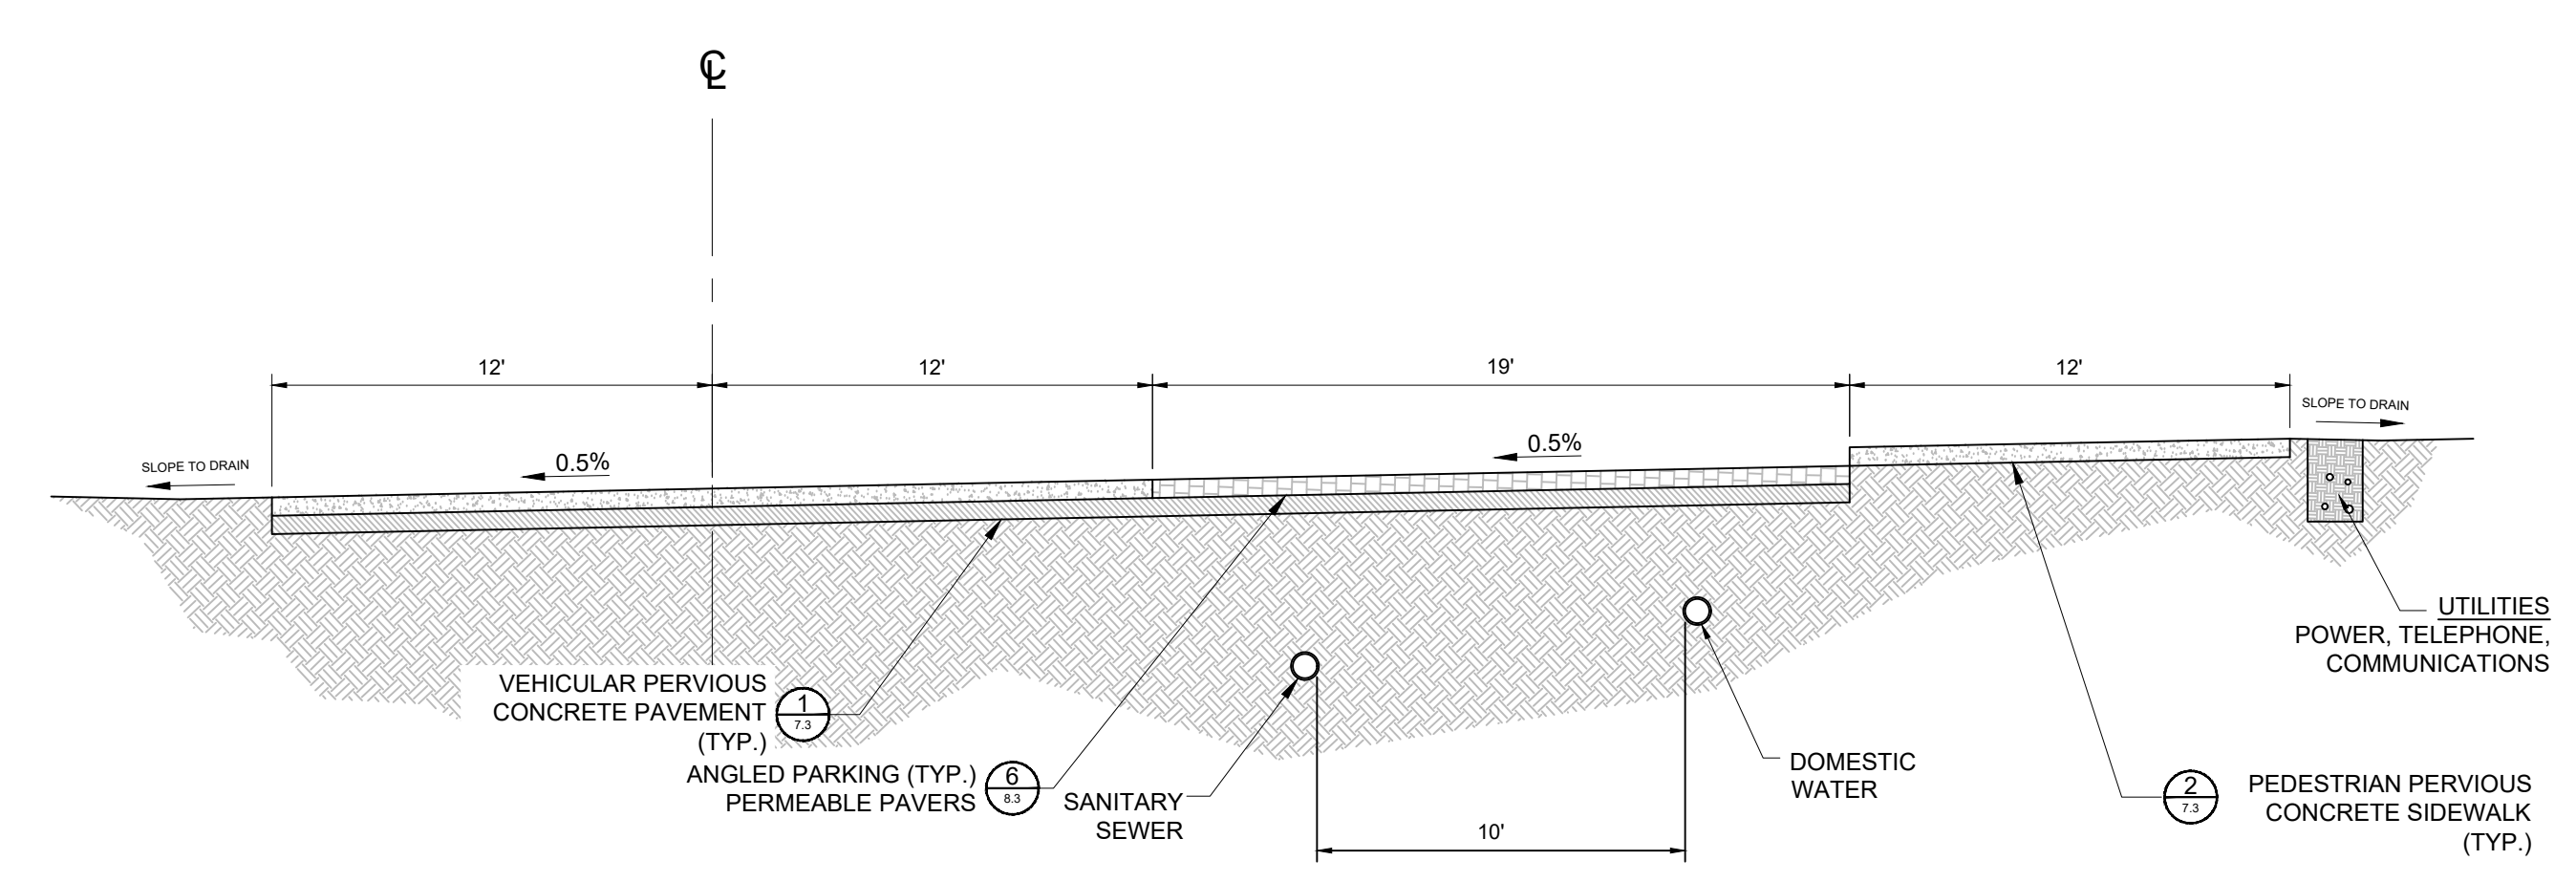 ℄
12'
12'
19'
12'
SLOPE TO DRAIN
0.5%
0.5%
SLOPE TO DRAIN
VEHICULAR PERVIOUS
CONCRETE PAVEMENT
(TYP.)
1
7.3
ANGLED PARKING (TYP.)
PERMEABLE PAVERS
6
8.3
SANITARY
SEWER
10'
DOMESTIC
WATER
2
7.3
PEDESTRIAN PERVIOUS
CONCRETE SIDEWALK
(TYP.)
UTILITIES
POWER, TELEPHONE,
COMMUNICATIONS